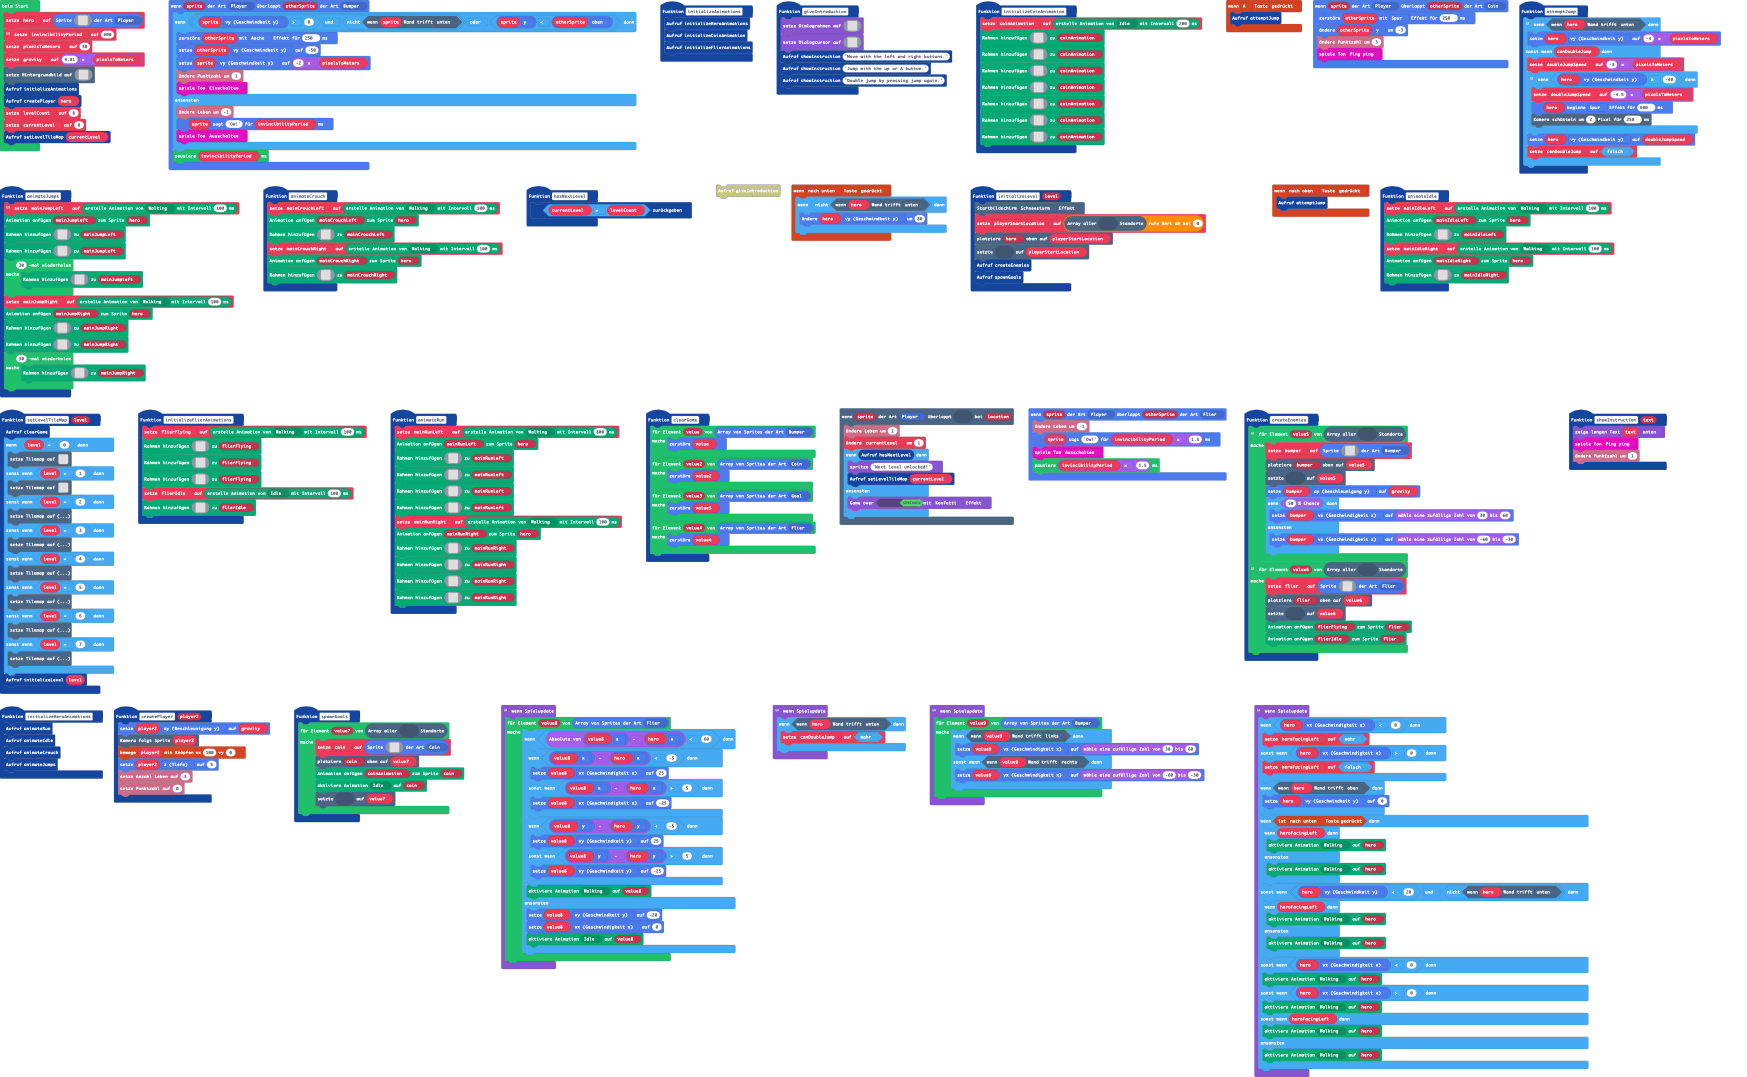 beim Start
setze hero auf Sprite der Art Player
setze invincibilityPeriod auf 600
setze pixelsToMeters auf 30
setze gravity auf 9.81 × pixelsToMeters
setze Hintergrundbild auf
Aufruf initializeAnimations
Aufruf createPlayer hero
setze levelCount auf 8
setze currentLevel auf 0
Aufruf setLevelTileMap currentLevel
wenn sprite der Art Player überlappt otherSprite der Art Bumper
wenn sprite vy (Geschwindigkeit y) > 0 und nicht wenn sprite Wand trifft unten oder sprite y < otherSprite oben dann
zerstöre otherSprite mit Asche Effekt für 250 ms
setze otherSprite vy (Geschwindigkeit y) auf -50
setze sprite vy (Geschwindigkeit y) auf -2 × pixelsToMeters
ändere Punktzahl um 1
spiele Ton Einschalten
ansonsten
ändere Leben um -1
sprite sagt "Ow!" für invincibilityPeriod ms
spiele Ton Ausschalten
pausiere invincibilityPeriod ms
Funktion initializeAnimations
Aufruf initializeHeroAnimations
Aufruf initializeCoinAnimation
Aufruf initializeFlierAnimations
Funktion giveIntroduction
setze Dialograhmen auf
setze Dialogcursor auf
Aufruf showInstruction "Move with the left and right buttons."
Aufruf showInstruction "Jump with the up or A button."
Aufruf showInstruction "Double jump by pressing jump again."
Funktion initializeCoinAnimation
setze coinAnimation auf erstelle Animation von Idle mit Intervall 200 ms
Rahmen hinzufügen zu coinAnimation
Rahmen hinzufügen zu coinAnimation
Rahmen hinzufügen zu coinAnimation
Rahmen hinzufügen zu coinAnimation
Rahmen hinzufügen zu coinAnimation
Rahmen hinzufügen zu coinAnimation
Rahmen hinzufügen zu coinAnimation
wenn A Taste gedrückt
Aufruf attemptJump
wenn sprite der Art Player überlappt otherSprite der Art Coin
zerstöre otherSprite mit Spur Effekt für 250 ms
ändere otherSprite y um -3
ändere Punktzahl um 3
spiele Ton Ping ping
Funktion attemptJump
wenn wenn hero Wand trifft unten dann
setze hero vy (Geschwindigkeit y) auf -4 × pixelsToMeters
sonst wenn canDoubleJump dann
setze doubleJumpSpeed auf -3 × pixelsToMeters
wenn hero vy (Geschwindigkeit y) > -40 dann
setze doubleJumpSpeed auf -4.5 × pixelsToMeters
hero beginne Spur Effekt für 500 ms
Kamera schütteln um 2 Pixel für 250 ms
setze hero vy (Geschwindigkeit y) auf doubleJumpSpeed
setze canDoubleJump auf falsch
Funktion animateJumps
setze mainJumpLeft auf erstelle Animation von Walking mit Intervall 100 ms
Animation anfügen mainJumpLeft zum Sprite hero
Rahmen hinzufügen zu mainJumpLeft
Rahmen hinzufügen zu mainJumpLeft
30 -mal wiederholen
mache Rahmen hinzufügen zu mainJumpLeft
setze mainJumpRight auf erstelle Animation von Walking mit Intervall 100 ms
Animation anfügen mainJumpRight zum Sprite hero
Rahmen hinzufügen zu mainJumpRight
Rahmen hinzufügen zu mainJumpRight
30 -mal wiederholen
mache Rahmen hinzufügen zu mainJumpRight
Funktion animateCrouch
setze mainCrouchLeft auf erstelle Animation von Walking mit Intervall 100 ms
Animation anfügen mainCrouchLeft zum Sprite hero
Rahmen hinzufügen zu mainCrouchLeft
setze mainCrouchRight auf erstelle Animation von Walking mit Intervall 100 ms
Animation anfügen mainCrouchRight zum Sprite hero
Rahmen hinzufügen zu mainCrouchRight
Funktion hasNextLevel
currentLevel < levelCount zurückgeben
Aufruf giveIntroduction
wenn nach unten Taste gedrückt
wenn nicht wenn hero Wand trifft unten dann
ändere hero vy (Geschwindigkeit y) um 80
Funktion initializeLevel level
Startbildschirm Schneesturm Effekt
setze playerStartLocation auf Array aller Standorte rufe Wert ab bei 0
platziere hero oben auf playerStartLocation
setzte auf playerStartLocation
Aufruf createEnemies
Aufruf spawnGoals
wenn nach oben Taste gedrückt
Aufruf attemptJump
Funktion animateIdle
setze mainIdleLeft auf erstelle Animation von Walking mit Intervall 100 ms
Animation anfügen mainIdleLeft zum Sprite hero
Rahmen hinzufügen zu mainIdleLeft
setze mainIdleRight auf erstelle Animation von Walking mit Intervall 100 ms
Animation anfügen mainIdleRight zum Sprite hero
Rahmen hinzufügen zu mainIdleRight
Funktion setLevelTileMap level
Aufruf clearGame
wenn level = 0 dann
setze Tilemap auf
sonst wenn level = 1 dann
setze Tilemap auf
sonst wenn level = 2 dann
setze Tilemap auf (...)
sonst wenn level = 3 dann
setze Tilemap auf (...)
sonst wenn level = 4 dann
setze Tilemap auf (...)
sonst wenn level = 5 dann
setze Tilemap auf (...)
sonst wenn level = 6 dann
setze Tilemap auf (...)
sonst wenn level = 7 dann
setze Tilemap auf (...)
Aufruf initializeLevel level
Funktion initializeFlierAnimations
setze flierFlying auf erstelle Animation von Walking mit Intervall 100 ms
Rahmen hinzufügen zu flierFlying
Rahmen hinzufügen zu flierFlying
Rahmen hinzufügen zu flierFlying
setze flierIdle auf erstelle Animation von Idle mit Intervall 100 ms
Rahmen hinzufügen zu flierIdle
Funktion animateRun
setze mainRunLeft auf erstelle Animation von Walking mit Intervall 600 ms
Animation anfügen mainRunLeft zum Sprite hero
Rahmen hinzufügen zu mainRunLeft
Rahmen hinzufügen zu mainRunLeft
Rahmen hinzufügen zu mainRunLeft
Rahmen hinzufügen zu mainRunLeft
setze mainRunRight auf erstelle Animation von Walking mit Intervall 100 ms
Animation anfügen mainRunRight zum Sprite hero
Rahmen hinzufügen zu mainRunRight
Rahmen hinzufügen zu mainRunRight
Rahmen hinzufügen zu mainRunRight
Rahmen hinzufügen zu mainRunRight
Funktion clearGame
für Element value von Array von Sprites der Art Bumper
mache zerstöre value
für Element value2 von Array von Sprites der Art Coin
mache zerstöre value2
für Element value3 von Array von Sprites der Art Goal
mache zerstöre value3
für Element value4 von Array von Sprites der Art Flier
mache zerstöre value4
wenn sprite der Art Player überlappt bei Location
ändere Leben um 1
ändere currentLevel um 1
wenn Aufruf hasNextLevel dann
spritze "Next level unlocked!"
Aufruf setLevelTileMap currentLevel
ansonsten
Game over mit Konfetti Effekt
wenn sprite der Art Player überlappt otherSprite der Art Flier
ändere Leben um -1
sprite sagt "Ow!" für invincibilityPeriod × 1.5 ms
spiele Ton Ausschalten
pausiere invincibilityPeriod × 1.5 ms
Funktion createEnemies
für Element value5 von Array aller Standorte
mache setze bumper auf Sprite der Art Bumper
platziere bumper oben auf value5
setzte auf value5
setze bumper ay (Beschleunigung y) auf gravity
wenn 50 % Chance dann
setze bumper vx (Geschwindigkeit x) auf wähle eine zufällige Zahl von 30 bis 60
ansonsten
setze bumper vx (Geschwindigkeit x) auf wähle eine zufällige Zahl von -60 bis -30
für Element value6 von Array aller Standorte
mache setze flier auf Sprite der Art Flier
platziere flier oben auf value6
setzte auf value6
Animation anfügen flierFlying zum Sprite flier
Animation anfügen flierIdle zum Sprite flier
Funktion showInstruction text
zeige langen Text text unten
spiele Ton Ping ping
ändere Punktzahl um 1
Funktion initializeHeroAnimations
Aufruf animateRun
Aufruf animateIdle
Aufruf animateCrouch
Aufruf animateJumps
Funktion createPlayer player2
setze player2 ay (Beschleunigung y) auf gravity
Kamera folgt Sprite player2
bewege player2 mit Knöpfen vx 100 vy 0
setze player2 z (Tiefe) auf 5
setze Anzahl Leben auf 3
setze Punktzahl auf 0
Funktion spawnGoals
für Element value7 von Array aller Standorte
mache setze coin auf Sprite der Art Coin
platziere coin oben auf value7
Animation anfügen coinAnimation zum Sprite coin
aktiviere Animation Idle auf coin
setzte auf value7
wenn Spielupdate
für Element value8 von Array von Sprites der Art Flier
mache wenn Absolute von value8 x - hero x < 60 dann
wenn value8 x - hero x < -5 dann
setze value8 vx (Geschwindigkeit x) auf 25
sonst wenn value8 x - hero x > 5 dann
setze value8 vx (Geschwindigkeit x) auf -25
wenn value8 y - hero y < -5 dann
setze value8 vy (Geschwindigkeit y) auf 25
sonst wenn value8 y - hero y > 5 dann
setze value8 vy (Geschwindigkeit y) auf -25
aktiviere Animation Walking auf value8
ansonsten
setze value8 vy (Geschwindigkeit y) auf -20
setze value8 vx (Geschwindigkeit x) auf 0
aktiviere Animation Idle auf value8
wenn Spielupdate
wenn wenn hero Wand trifft unten dann
setze canDoubleJump auf wahr
wenn Spielupdate
für Element value9 von Array von Sprites der Art Bumper
mache wenn wenn value9 Wand trifft links dann
setze value9 vx (Geschwindigkeit x) auf wähle eine zufällige Zahl von 30 bis 60
sonst wenn wenn value9 Wand trifft rechts dann
setze value9 vx (Geschwindigkeit x) auf wähle eine zufällige Zahl von -60 bis -30
wenn Spielupdate
wenn hero vx (Geschwindigkeit x) < 0 dann
setze heroFacingLeft auf wahr
sonst wenn hero vx (Geschwindigkeit x) > 0 dann
setze heroFacingLeft auf falsch
wenn wenn hero Wand trifft oben dann
setze hero vy (Geschwindigkeit y) auf 0
wenn ist nach unten Taste gedrückt dann
wenn heroFacingLeft dann
aktiviere Animation Walking auf hero
ansonsten
aktiviere Animation Walking auf hero
sonst wenn hero vy (Geschwindigkeit y) < 20 und nicht wenn hero Wand trifft unten dann
wenn heroFacingLeft dann
aktiviere Animation Walking auf hero
ansonsten
aktiviere Animation Walking auf hero
sonst wenn hero vx (Geschwindigkeit x) < 0 dann
aktiviere Animation Walking auf hero
sonst wenn hero vx (Geschwindigkeit x) > 0 dann
aktiviere Animation Walking auf hero
sonst wenn heroFacingLeft dann
aktiviere Animation Walking auf hero
ansonsten
aktiviere Animation Walking auf hero